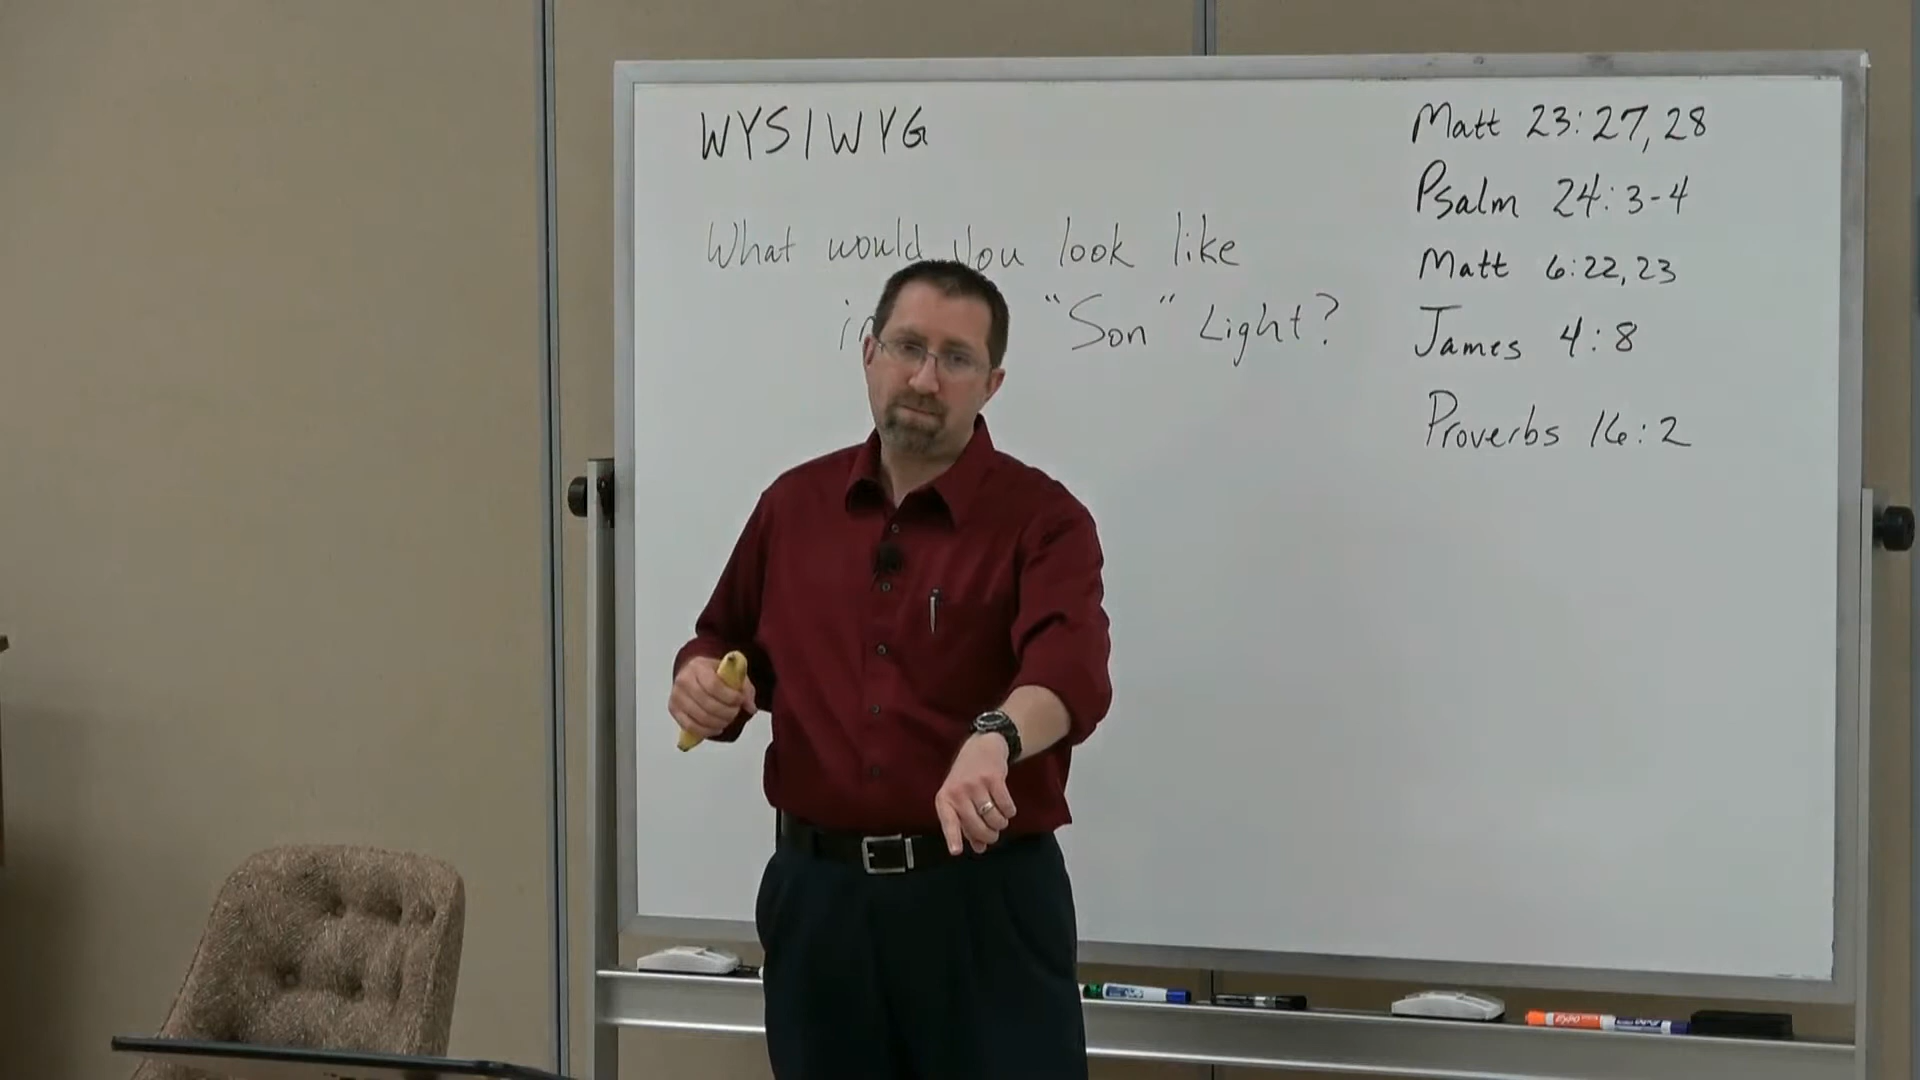 WYSIWYG
What would you look like
in "Son" Light?
Matt 23:27,28
Psalm 24:3-4
Matt 6:22,23
James 4:8
Proverbs 16:2
EXPO